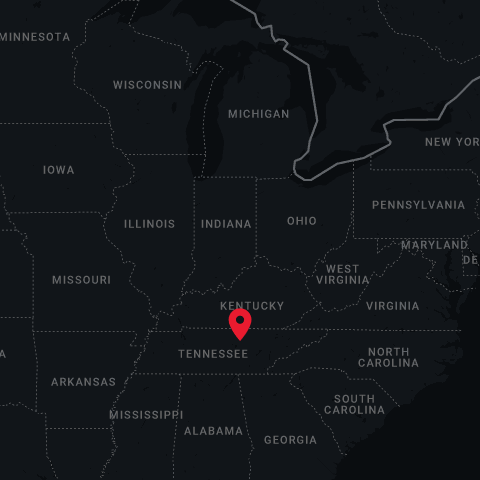 MINNESOTA
WISCONSIN
MICHIGAN
NEW YOR
IOWA
PENNSYLVANIA
ILLINOIS
INDIANA
OHIO
MARYLAND
DE
WEST
VIRGINIA
MISSOURI
KENTUCKY
VIRGINIA
TENNESSEE
A
NORTH
CAROLINA
ARKANSAS
SOUTH
CAROLINA
MISSISSIPPI
ALABAMA
GEORGIA